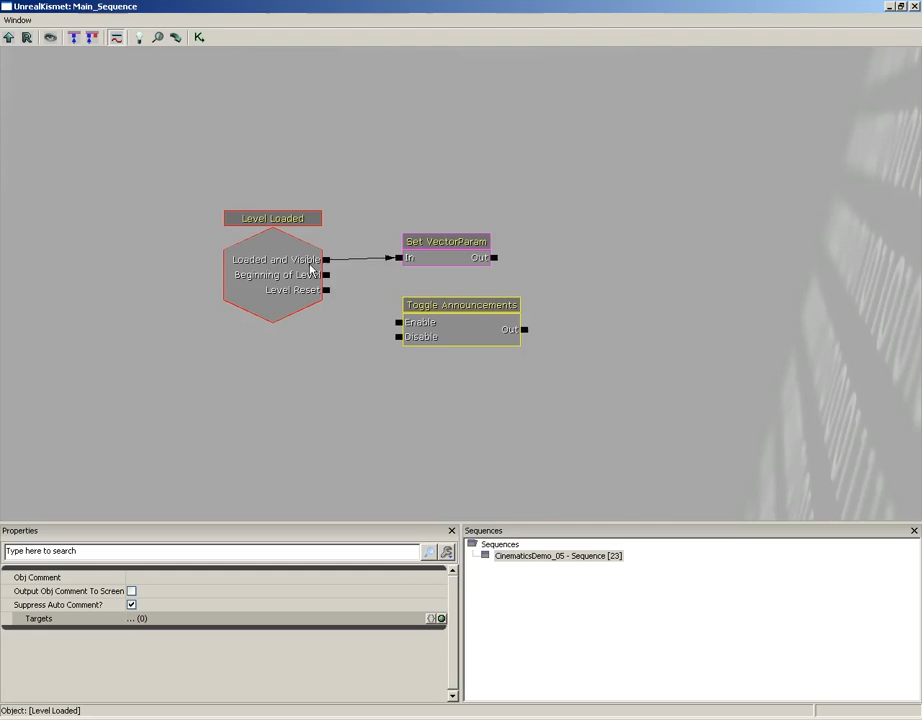 UnrealKismet: Main_Sequence
Window
Level Loaded
Loaded and Visible
Beginning of Level
Level Reset
Set VectorParam
In
Out
Toggle Announcements
Enable
Disable
Out
Properties
Type here to search
Obj Comment
Output Obj Comment To Screen
Suppress Auto Comment?
Targets
... (0)
Sequences
Sequences
CinematicsDemo_05 - Sequence [23]
Object: [Level Loaded]